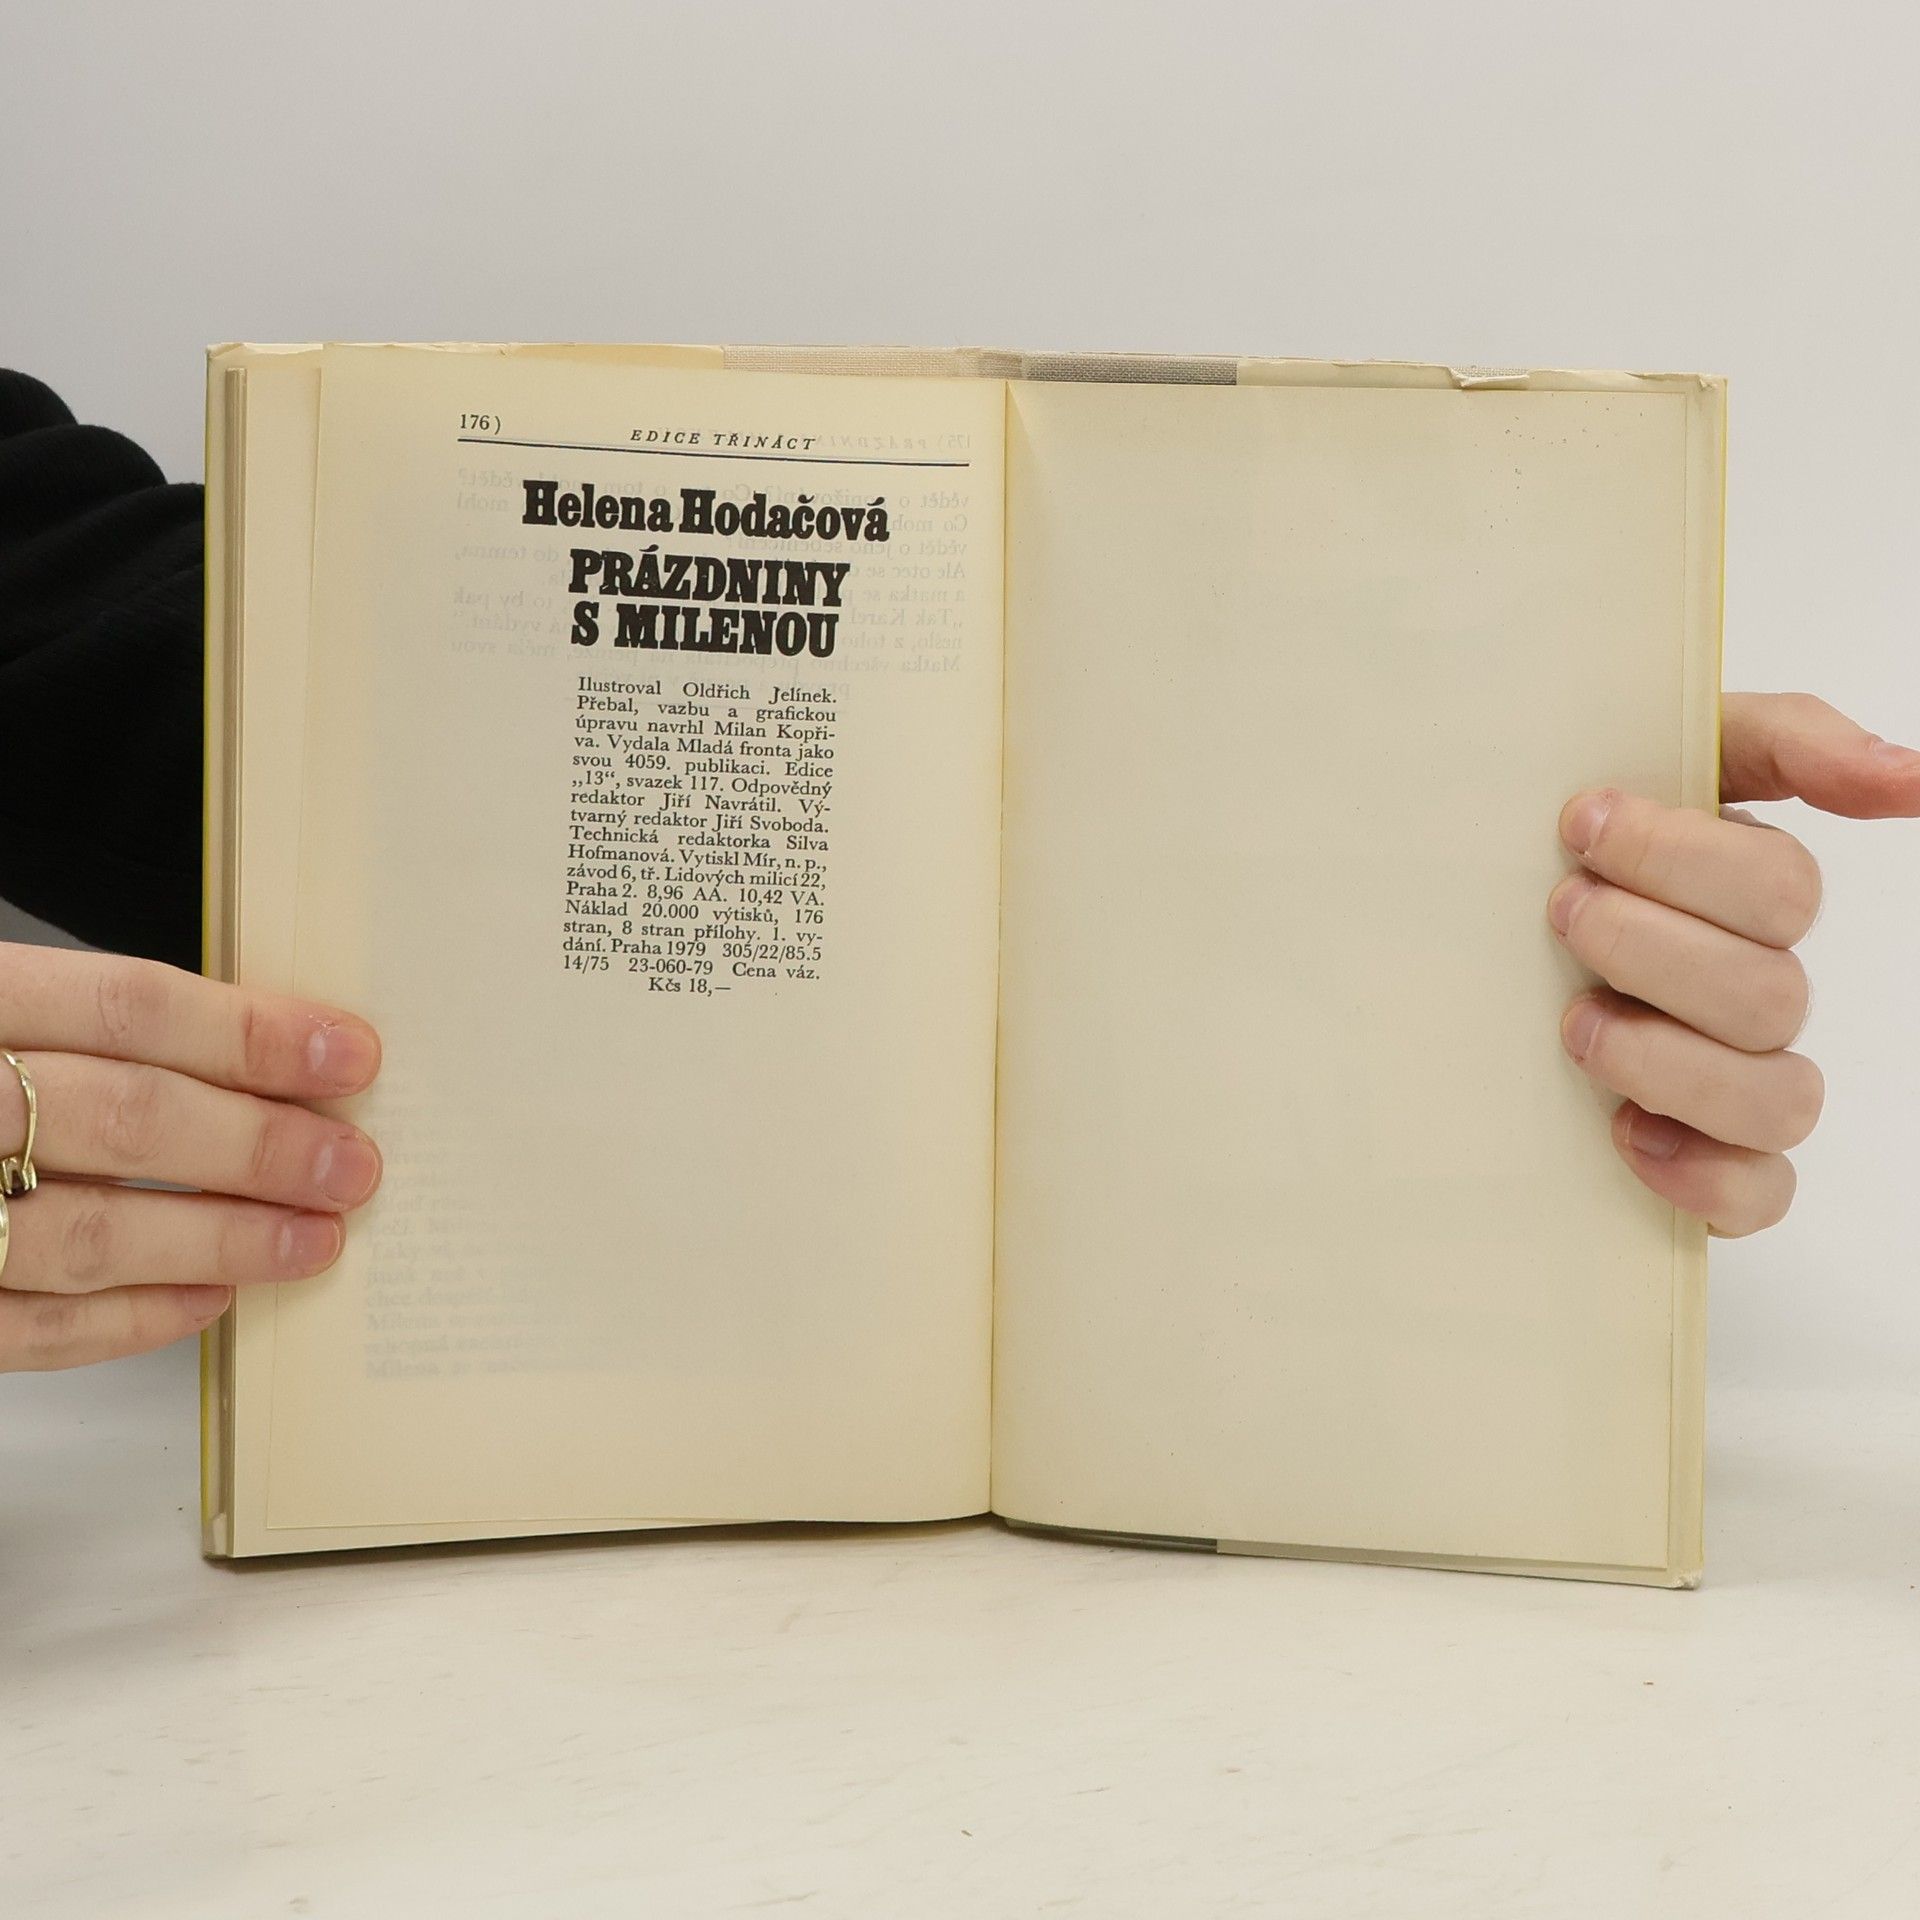 176)
EDICE TŘINÁCT
Helena Hodačová
PRÁZDNINY
S MILENOU
Ilustroval Oldřich Jelínek.
Přebal, vazbu a grafickou
úpravu navrhl Milan Kopři-
va. Vydala Mladá fronta jako
svou 4059. publikaci. Edice
„13“, svazek 117. Odpovědný
redaktor Jiří Navrátil. Vý-
tvarný redaktor Jiří Svoboda.
Technická redaktorka Silva
Hofmanová. Vytiskl Mír, n. p.,
závod 6, tř. Lidových milicí 22,
Praha 2. 8,96 AA. 10,42 VA.
Náklad 20.000 výtisků, 176
stran, 8 stran přílohy. 1. vy-
dání. Praha 1979 305/22/85.5
14/75 23-060-79 Cena váz.
Kčs 18,—